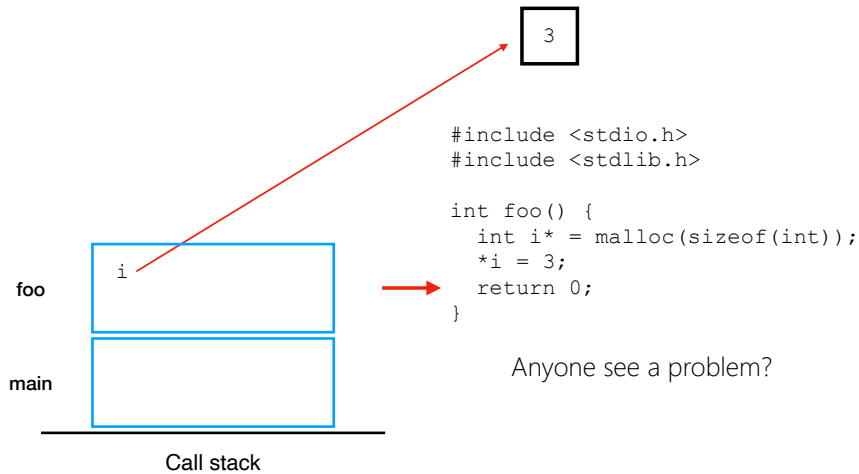 3
#include <stdio.h>
#include <stdlib.h>
int foo() {
  int i* = malloc(sizeof(int));
  *i = 3;
  return 0;
}
i
foo
main
Anyone see a problem?
Call stack